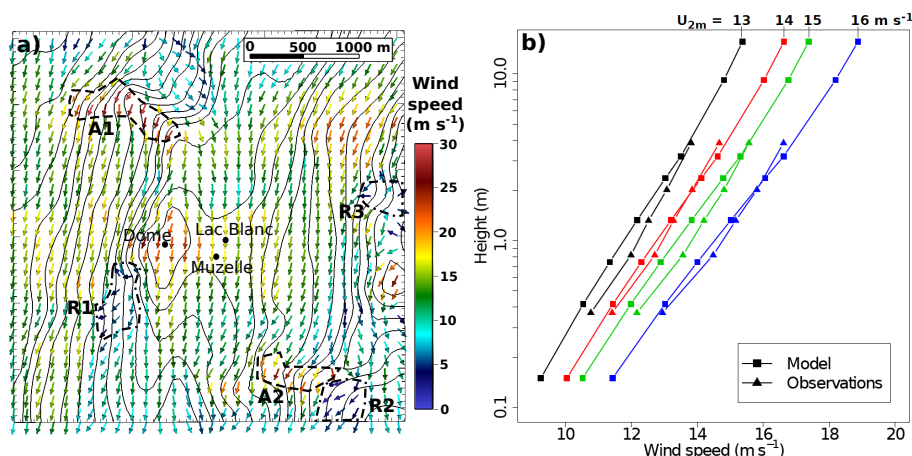 a)
0 500 1000 m
Wind
speed
(m s⁻¹)
30
25
20
15
10
5
0
A1
R3
Dome
Lac Blanc
Muzelle
R1
A2
R2
b)
U₂ₘ = 13 14 15 16 m s⁻¹
Height (m)
10.0
1.0
0.1
Model
Observations
10 12 14 16 18 20
Wind speed (m s⁻¹)